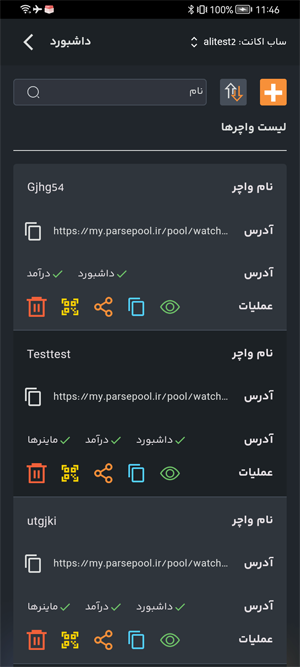 100% 11:46
داشبورد
ساب اکانت: alitest2
نام
لیست واچرها
نام واچر Gjhg54
آدرس https://my.parsepool.ir/pool/watch...
آدرس داشبورد درآمد
عملیات
نام واچر Testtest
آدرس https://my.parsepool.ir/pool/watch...
آدرس داشبورد درآمد ماینرها
عملیات
نام واچر utgjki
آدرس https://my.parsepool.ir/pool/watch...
آدرس داشبورد درآمد ماینرها
عملیات